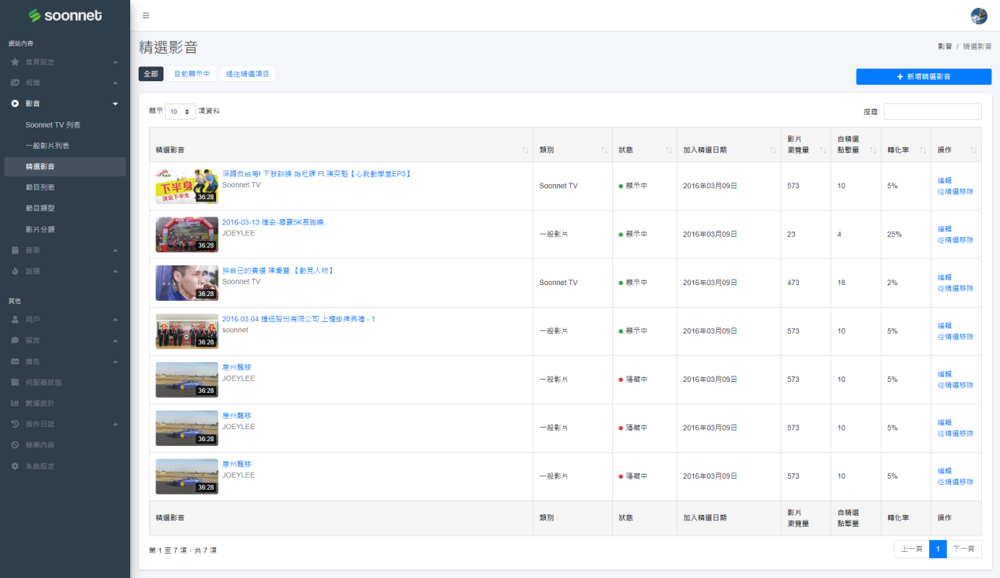 soonnet
網站內容
首頁設定
相簿
影音
Soonnet TV 列表
一般影片列表
精選影音
節目列表
節目類型
影片分類
賽事
話題
其他
用戶
留言
廣告
伺服器狀態
數據統計
操作日誌
檢舉內容
系統設定
精選影音
影音 / 精選影音
全部 目前顯示中 過往精選項目
+ 新增精選影音
顯示 10 項資料
搜尋:
精選影音 類別 狀態 加入精選日期 影片瀏覽量 自精選點擊量 轉化率 操作
下半身
決定下半生
36:28
深蹲救台灣! 下肢訓練 始壯課 Ft.陳奕魁【心跳動學堂EP3】
Soonnet TV
Soonnet TV 顯示中 2016年03月09日 573 10 5% 編輯
從精選移除
36:28
2016-03-13 捷安-尋寶5K長跑樂
JOEYLEE
一般影片 顯示中 2016年03月09日 23 4 25% 編輯
從精選移除
36:28
拚自己的賽道 陳秉豐 【動見人物】
Soonnet TV
Soonnet TV 顯示中 2016年03月09日 473 18 2% 編輯
從精選移除
36:28
2016.03.04 捷迅股份有限公司 上櫃掛牌典禮 - 1
soonnet
一般影片 顯示中 2016年03月09日 573 10 5% 編輯
從精選移除
36:28
惠州飄移
JOEYLEE
一般影片 隱藏中 2016年03月09日 573 10 5% 編輯
從精選移除
36:28
惠州飄移
JOEYLEE
一般影片 隱藏中 2016年03月09日 573 10 5% 編輯
從精選移除
36:28
惠州飄移
JOEYLEE
一般影片 隱藏中 2016年03月09日 573 10 5% 編輯
從精選移除
精選影音 類別 狀態 加入精選日期 影片瀏覽量 自精選點擊量 轉化率 操作
第 1 至 7 項，共 7 項
上一頁 1 下一頁